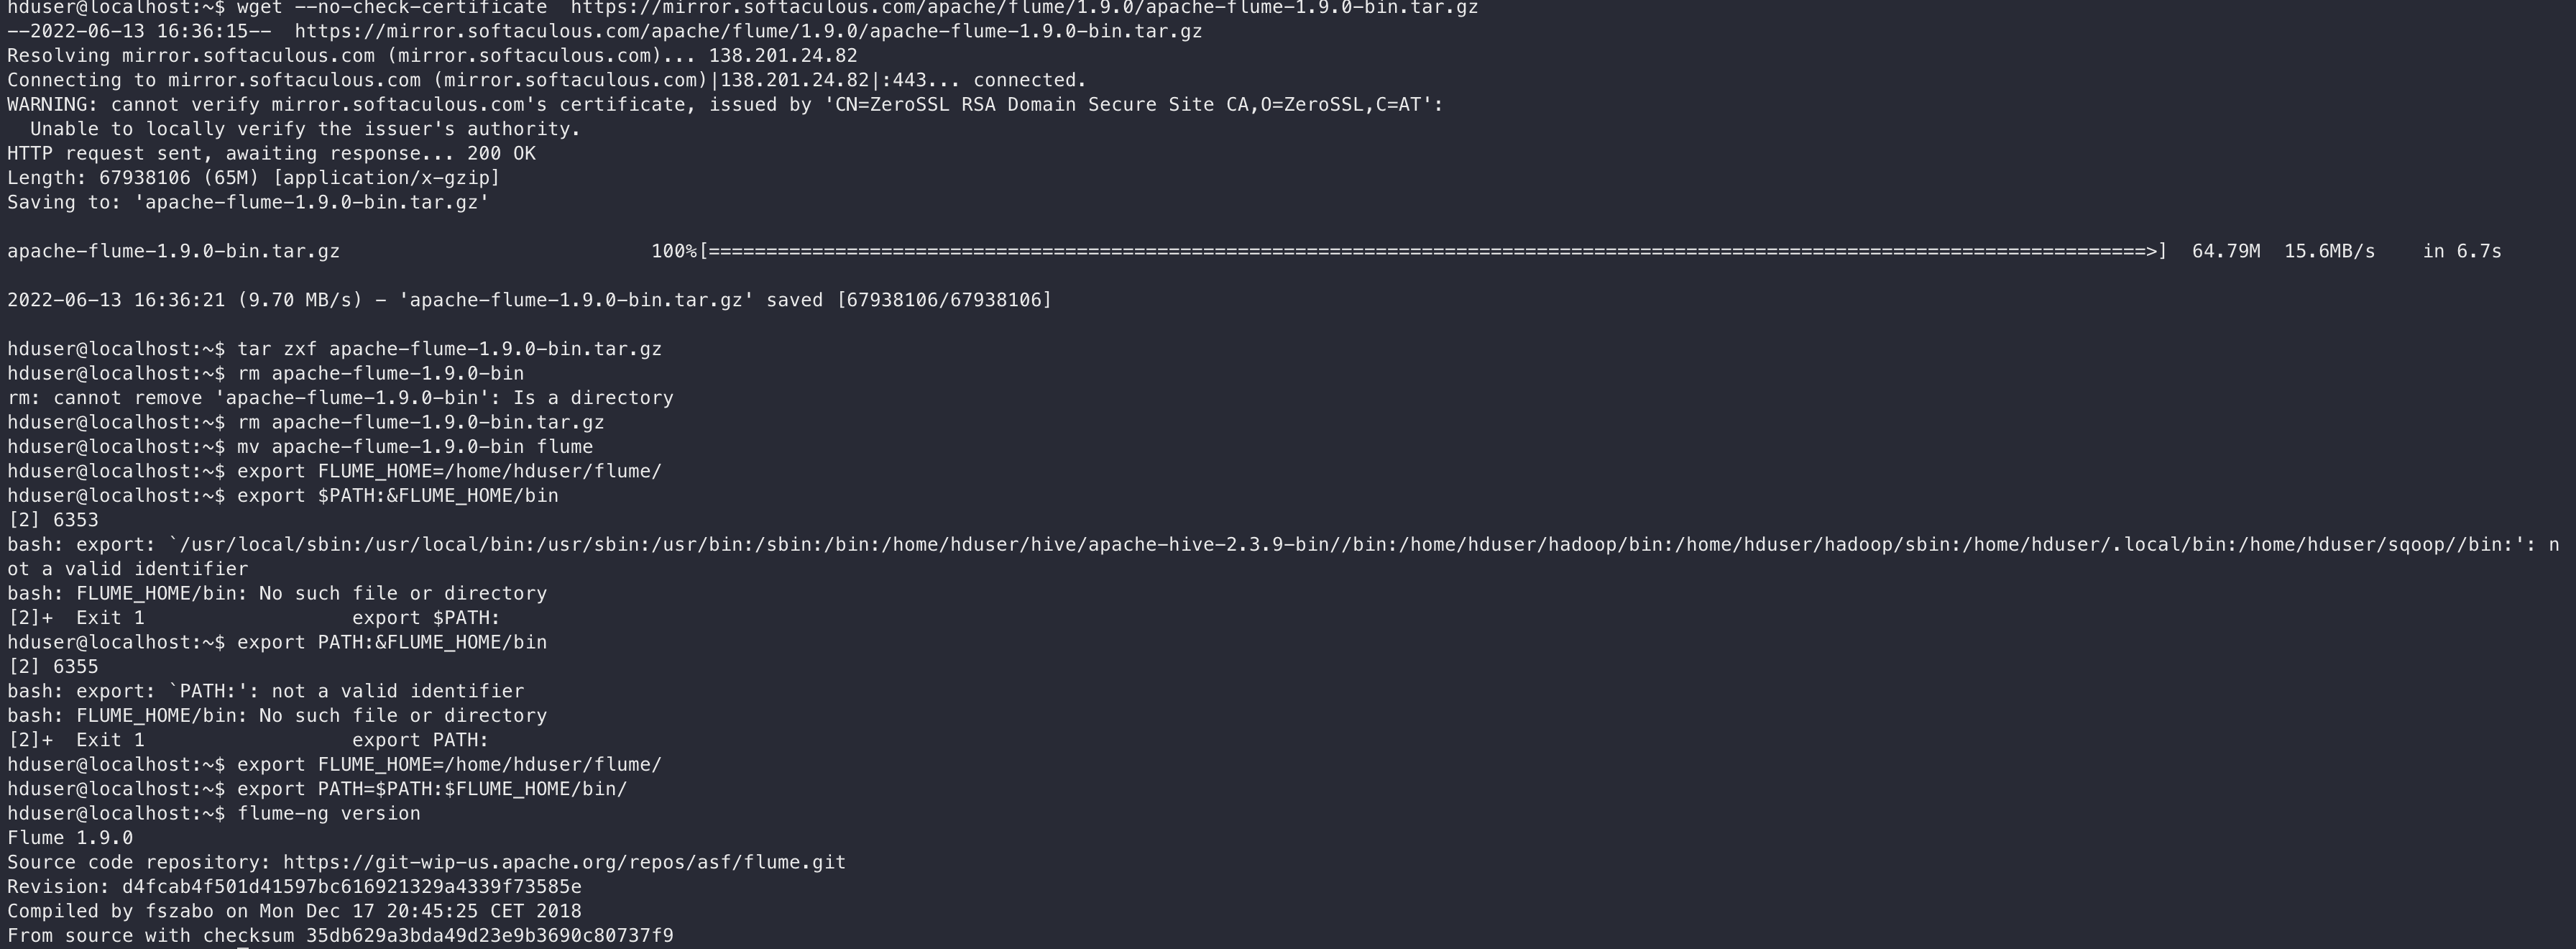 hduser@localhost:~$ wget --no-check-certificate  https://mirror.softaculous.com/apache/flume/1.9.0/apache-flume-1.9.0-bin.tar.gz
--2022-06-13 16:36:15--  https://mirror.softaculous.com/apache/flume/1.9.0/apache-flume-1.9.0-bin.tar.gz
Resolving mirror.softaculous.com (mirror.softaculous.com)... 138.201.24.82
Connecting to mirror.softaculous.com (mirror.softaculous.com)|138.201.24.82|:443... connected.
WARNING: cannot verify mirror.softaculous.com's certificate, issued by 'CN=ZeroSSL RSA Domain Secure Site CA,O=ZeroSSL,C=AT':
  Unable to locally verify the issuer's authority.
HTTP request sent, awaiting response... 200 OK
Length: 67938106 (65M) [application/x-gzip]
Saving to: 'apache-flume-1.9.0-bin.tar.gz'
apache-flume-1.9.0-bin.tar.gz                           100%[=============================================================================================================================>]  64.79M  15.6MB/s    in 6.7s
2022-06-13 16:36:21 (9.70 MB/s) - 'apache-flume-1.9.0-bin.tar.gz' saved [67938106/67938106]
hduser@localhost:~$ tar zxf apache-flume-1.9.0-bin.tar.gz
hduser@localhost:~$ rm apache-flume-1.9.0-bin
rm: cannot remove 'apache-flume-1.9.0-bin': Is a directory
hduser@localhost:~$ rm apache-flume-1.9.0-bin.tar.gz
hduser@localhost:~$ mv apache-flume-1.9.0-bin flume
hduser@localhost:~$ export FLUME_HOME=/home/hduser/flume/
hduser@localhost:~$ export $PATH:&FLUME_HOME/bin
[2] 6353
bash: export: `/usr/local/sbin:/usr/local/bin:/usr/sbin:/usr/bin:/sbin:/bin:/home/hduser/hive/apache-hive-2.3.9-bin//bin:/home/hduser/hadoop/bin:/home/hduser/hadoop/sbin:/home/hduser/.local/bin:/home/hduser/sqoop//bin:': n
ot a valid identifier
bash: FLUME_HOME/bin: No such file or directory
[2]+  Exit 1                  export $PATH:
hduser@localhost:~$ export PATH:&FLUME_HOME/bin
[2] 6355
bash: export: `PATH:': not a valid identifier
bash: FLUME_HOME/bin: No such file or directory
[2]+  Exit 1                  export PATH:
hduser@localhost:~$ export FLUME_HOME=/home/hduser/flume/
hduser@localhost:~$ export PATH=$PATH:$FLUME_HOME/bin/
hduser@localhost:~$ flume-ng version
Flume 1.9.0
Source code repository: https://git-wip-us.apache.org/repos/asf/flume.git
Revision: d4fcab4f501d41597bc616921329a4339f73585e
Compiled by fszabo on Mon Dec 17 20:45:25 CET 2018
From source with checksum 35db629a3bda49d23e9b3690c80737f9